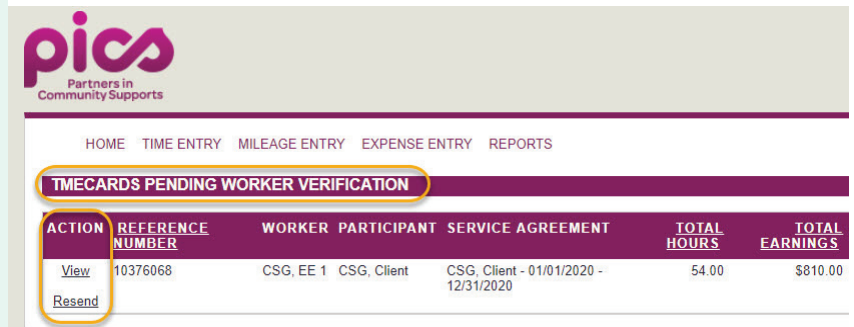 pics
Partners in
Community Supports
HOME TIME ENTRY MILEAGE ENTRY EXPENSE ENTRY REPORTS
TMECARDS PENDING WORKER VERIFICATION
ACTION REFERENCE NUMBER WORKER PARTICIPANT SERVICE AGREEMENT TOTAL HOURS TOTAL EARNINGS
View 10376068 CSG, EE 1 CSG, Client CSG, Client - 01/01/2020 - 12/31/2020 54.00 $810.00
Resend